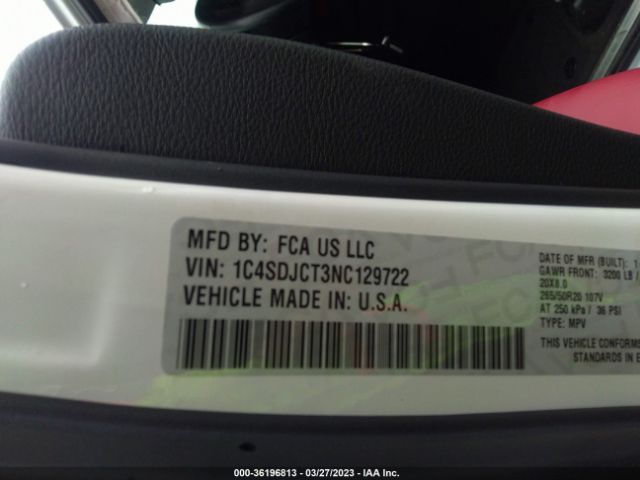 MFD BY: FCA US LLC
VIN: 1C4SDJCT3NC129722
VEHICLE MADE IN: U.S.A.
DATE OF MFR (BUILT): 1
GAWR FRONT: 3200 LB /
20X8.0
265/50R20 107V
AT 250 kPa / 36 PSI
TYPE: MPV
THIS VEHICLE CONFORMS
STANDARDS IN E
000-36196813 - 03/27/2023 - IAA Inc.